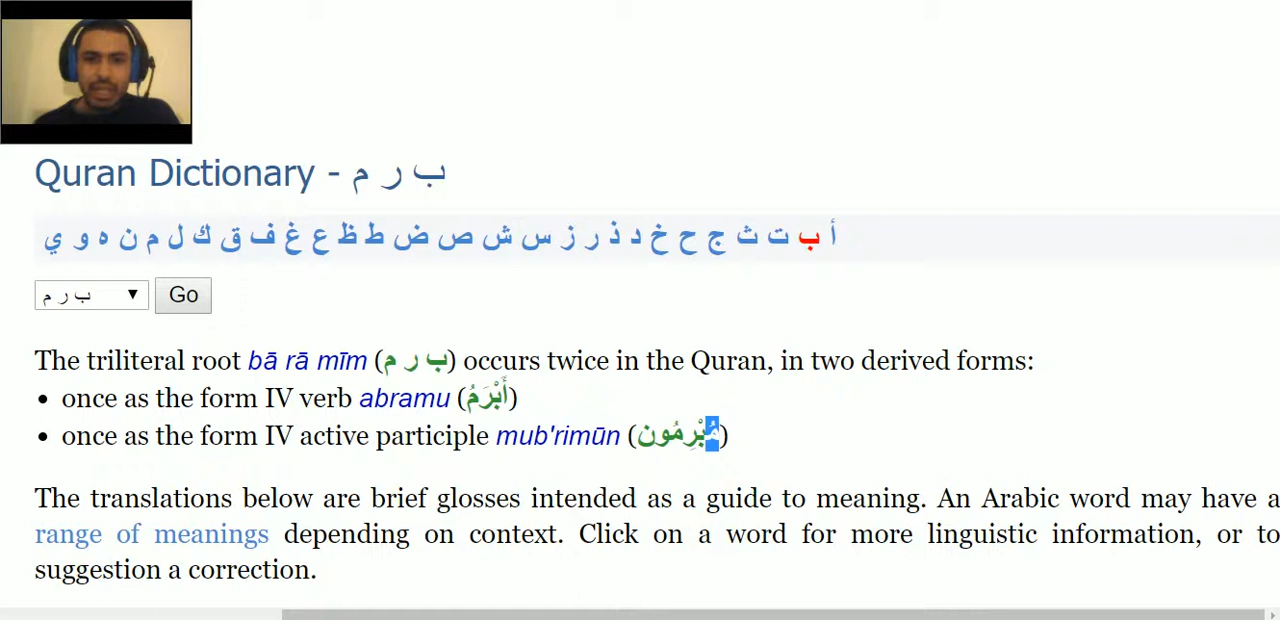 Quran Dictionary - ب ر م
أ ب ت ث ج ح خ د ذ ر ز س ش ص ض ط ظ ع غ ف ق ك ل م ن ه و ي
ب ر م ▼ Go
The triliteral root bā rā mīm (ب ر م) occurs twice in the Quran, in two derived forms:
• once as the form IV verb abramu (أَبْرَمُ)
• once as the form IV active participle mub'rimūn (مُبْرِمُون)
The translations below are brief glosses intended as a guide to meaning. An Arabic word may have a
range of meanings depending on context. Click on a word for more linguistic information, or to
suggestion a correction.